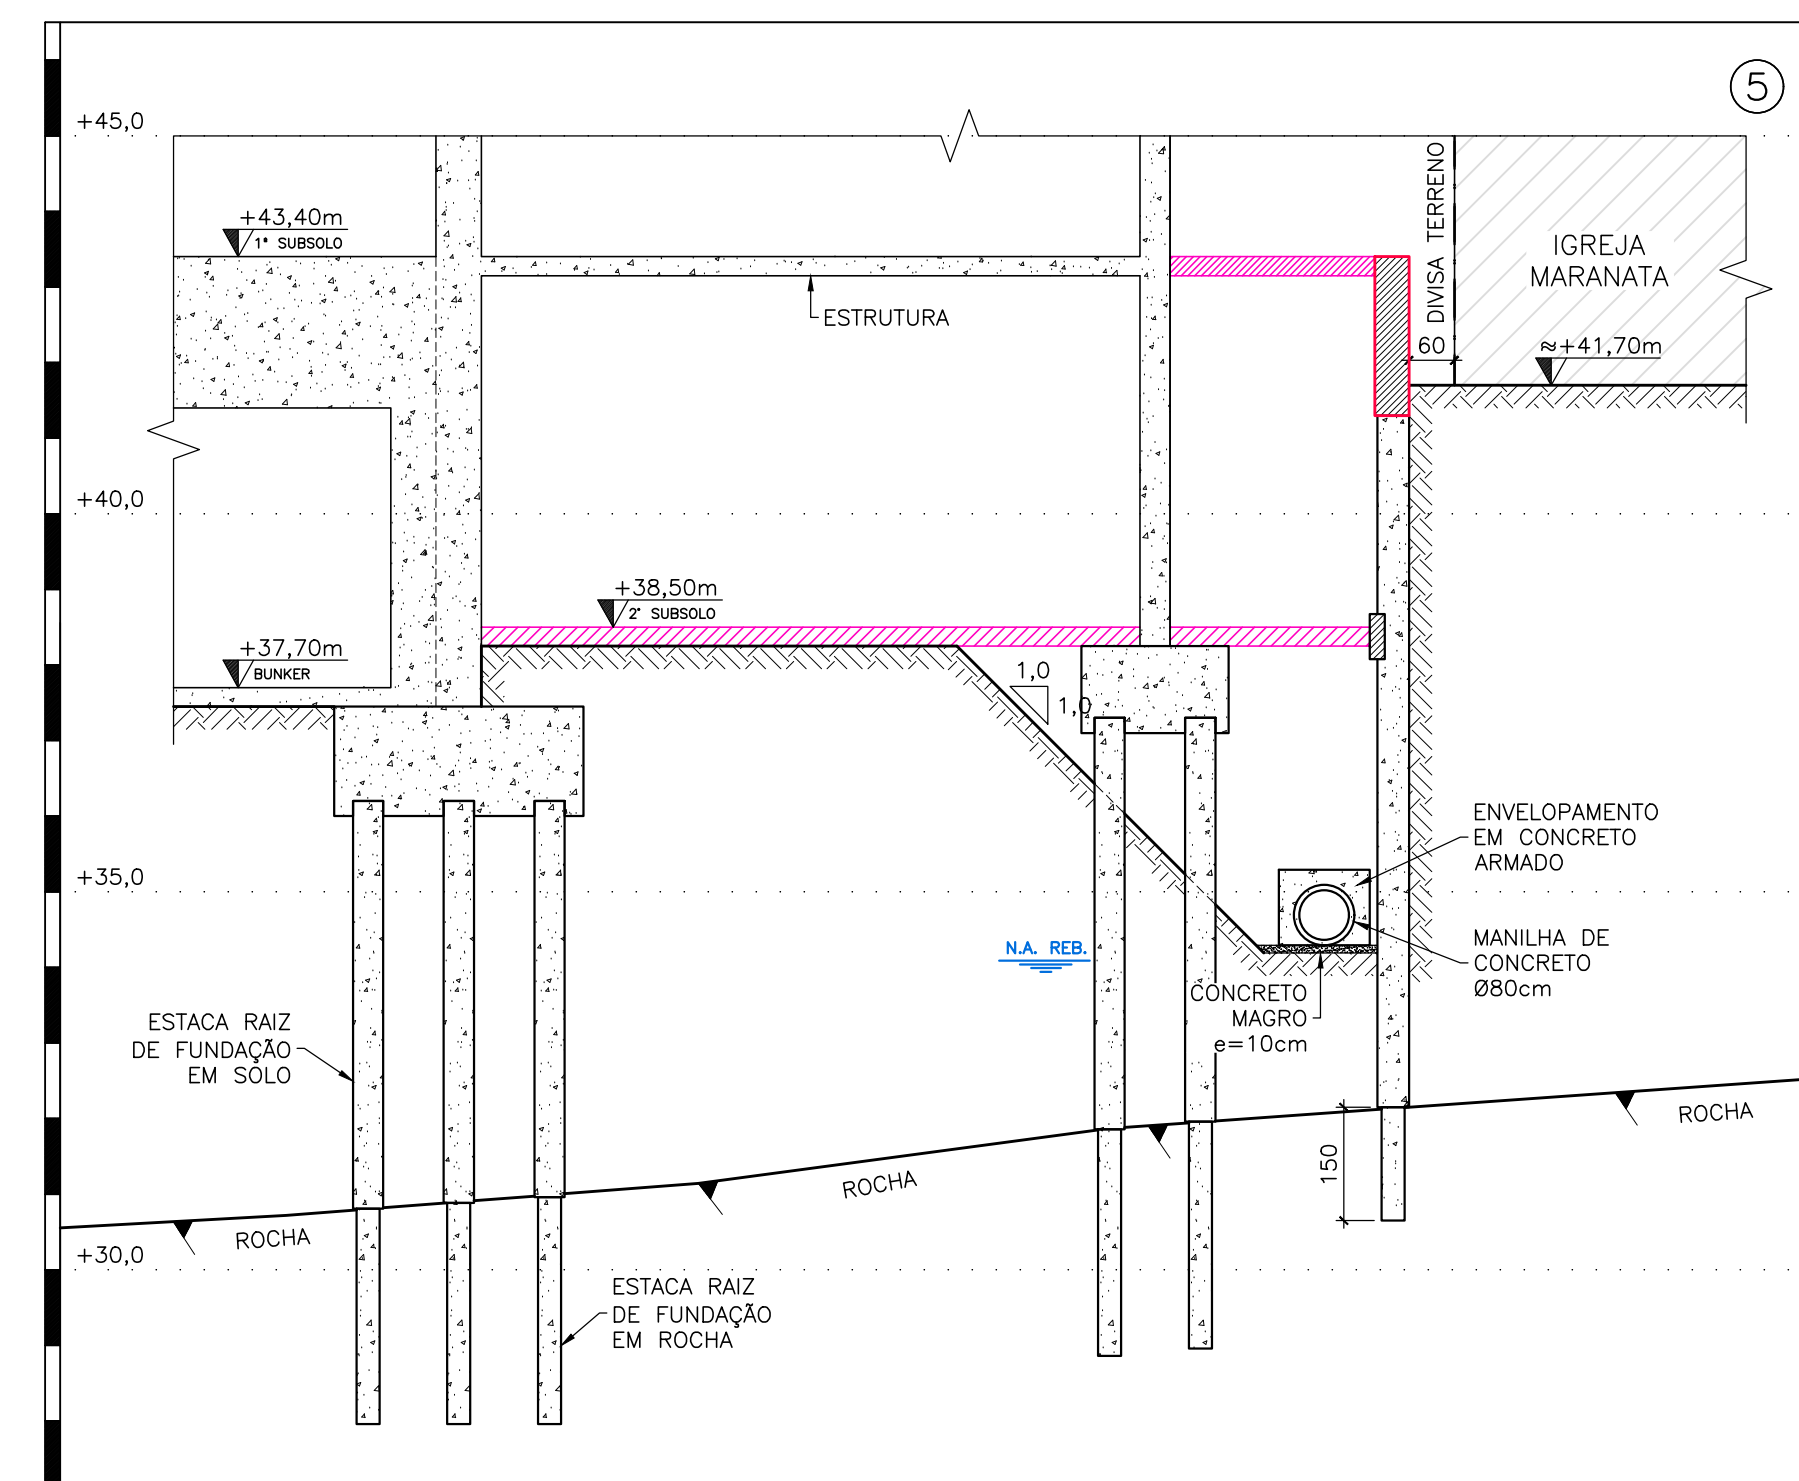 5
+45,0
DIVISA TERRENO
+43,40m
1° SUBSOLO
IGREJA
MARANATA
ESTRUTURA
60
≈+41,70m
+40,0
+38,50m
2° SUBSOLO
+37,70m
BUNKER
1,0
1,0
ENVELOPAMENTO
EM CONCRETO
ARMADO
+35,0
N.A. REB.
MANILHA DE
CONCRETO
Ø80cm
CONCRETO
MAGRO
e=10cm
ESTACA RAIZ
DE FUNDAÇÃO
EM SOLO
ROCHA
150
ROCHA
ROCHA
+30,0
ESTACA RAIZ
DE FUNDAÇÃO
EM ROCHA